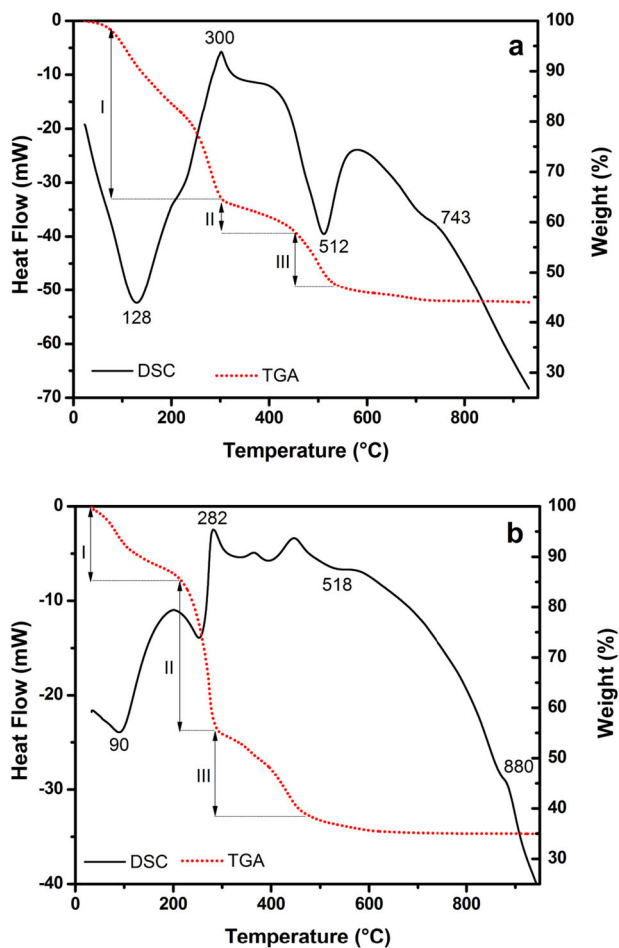 a
300
I
II
III
128
512
743
DSC
TGA
0
-10
-20
-30
-40
-50
-60
-70
100
90
80
70
60
50
40
30
0
200
400
600
800
Heat Flow (mW)
Weight (%)
Temperature (°C)
b
282
I
II
III
90
518
880
DSC
TGA
0
-10
-20
-30
-40
100
90
80
70
60
50
40
30
0
200
400
600
800
Heat Flow (mW)
Weight (%)
Temperature (°C)